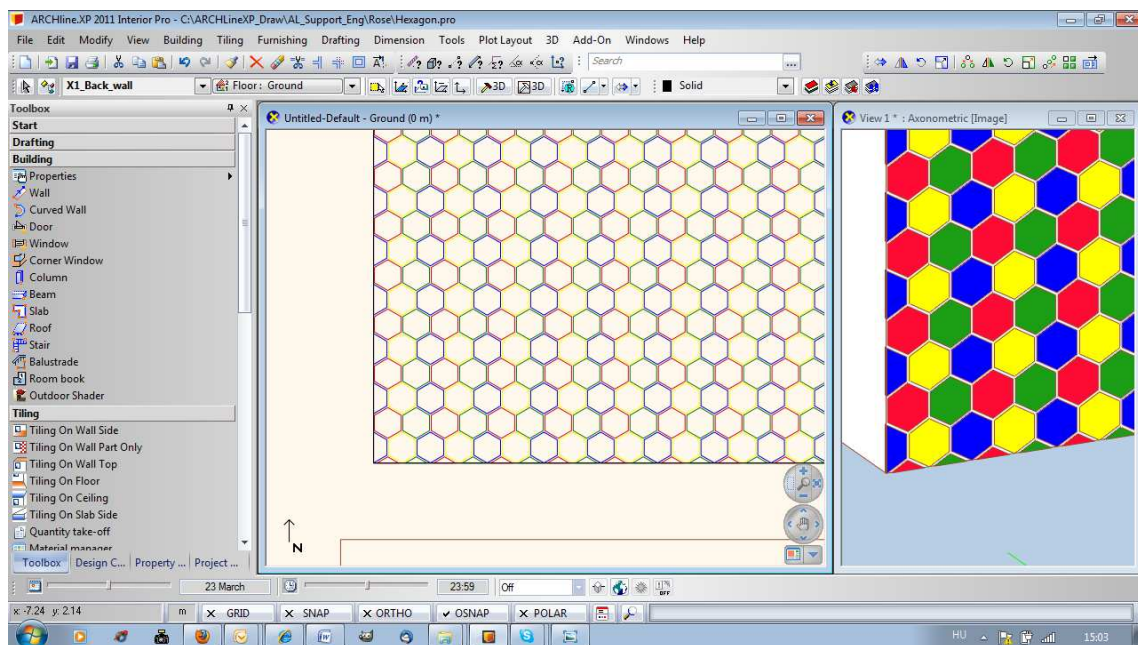 ARCHline.XP 2011 Interior Pro - C:\ARCHLineXP_Draw\AL_Support_Eng\Rose\Hexagon.pro
File Edit Modify View Building Tiling Furnishing Drafting Dimension Tools Plot Layout 3D Add-On Windows Help
Search ...
X1_Back_wall Floor: Ground 3D 3D Solid
Toolbox
Start
Drafting
Building
Properties
Wall
Curved Wall
Door
Window
Corner Window
Column
Beam
Slab
Roof
Stair
Balustrade
Room book
Outdoor Shader
Tiling
Tiling On Wall Side
Tiling On Wall Part Only
Tiling On Wall Top
Tiling On Floor
Tiling On Ceiling
Tiling On Slab Side
Quantity take-off
Material manager
Toolbox Design C... Property ... Project ...
Untitled-Default - Ground (0 m) *
N
View 1 * : Axonometric [Image]
23 March 23:59 Off OFF
x: -7.24 y: 2.14 m GRID SNAP ORTHO OSNAP POLAR
HU 15:03